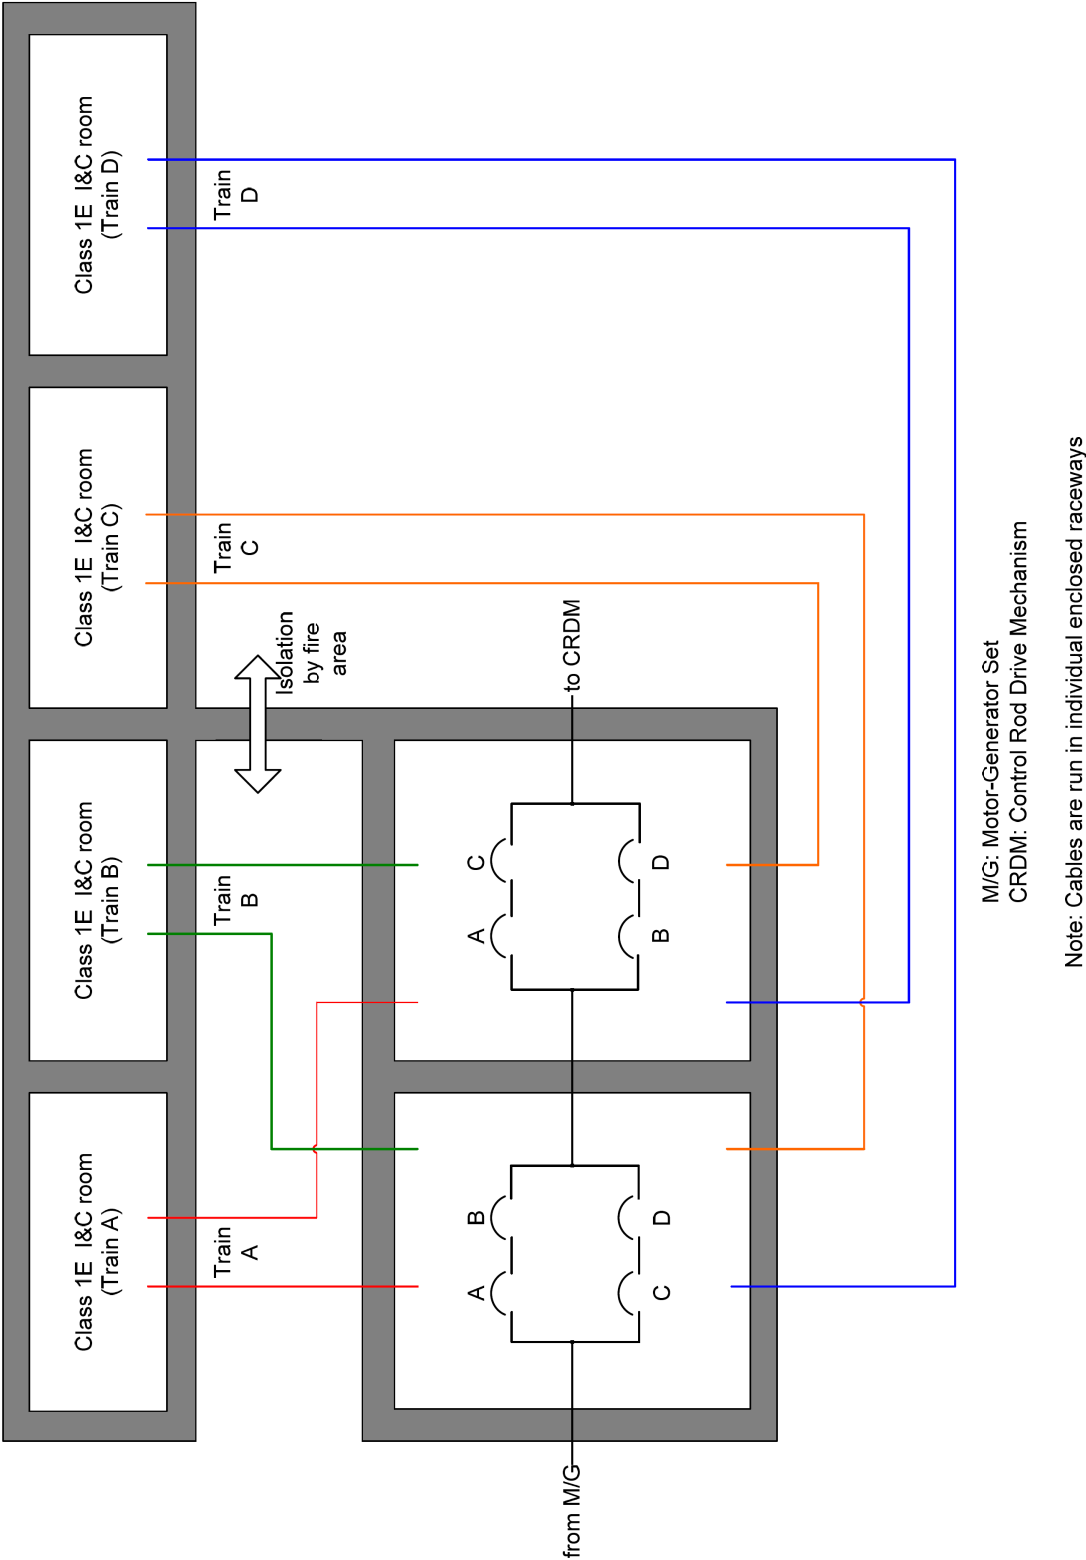 Class 1E I&C room
(Train A)
Class 1E I&C room
(Train B)
Class 1E I&C room
(Train C)
Class 1E I&C room
(Train D)
Train
A
Train
B
Train
C
Train
D
Isolation
by fire
area
A
B
A
C
from M/G
to CRDM
C
D
B
D
M/G: Motor-Generator Set
CRDM: Control Rod Drive Mechanism
Note: Cables are run in individual enclosed raceways